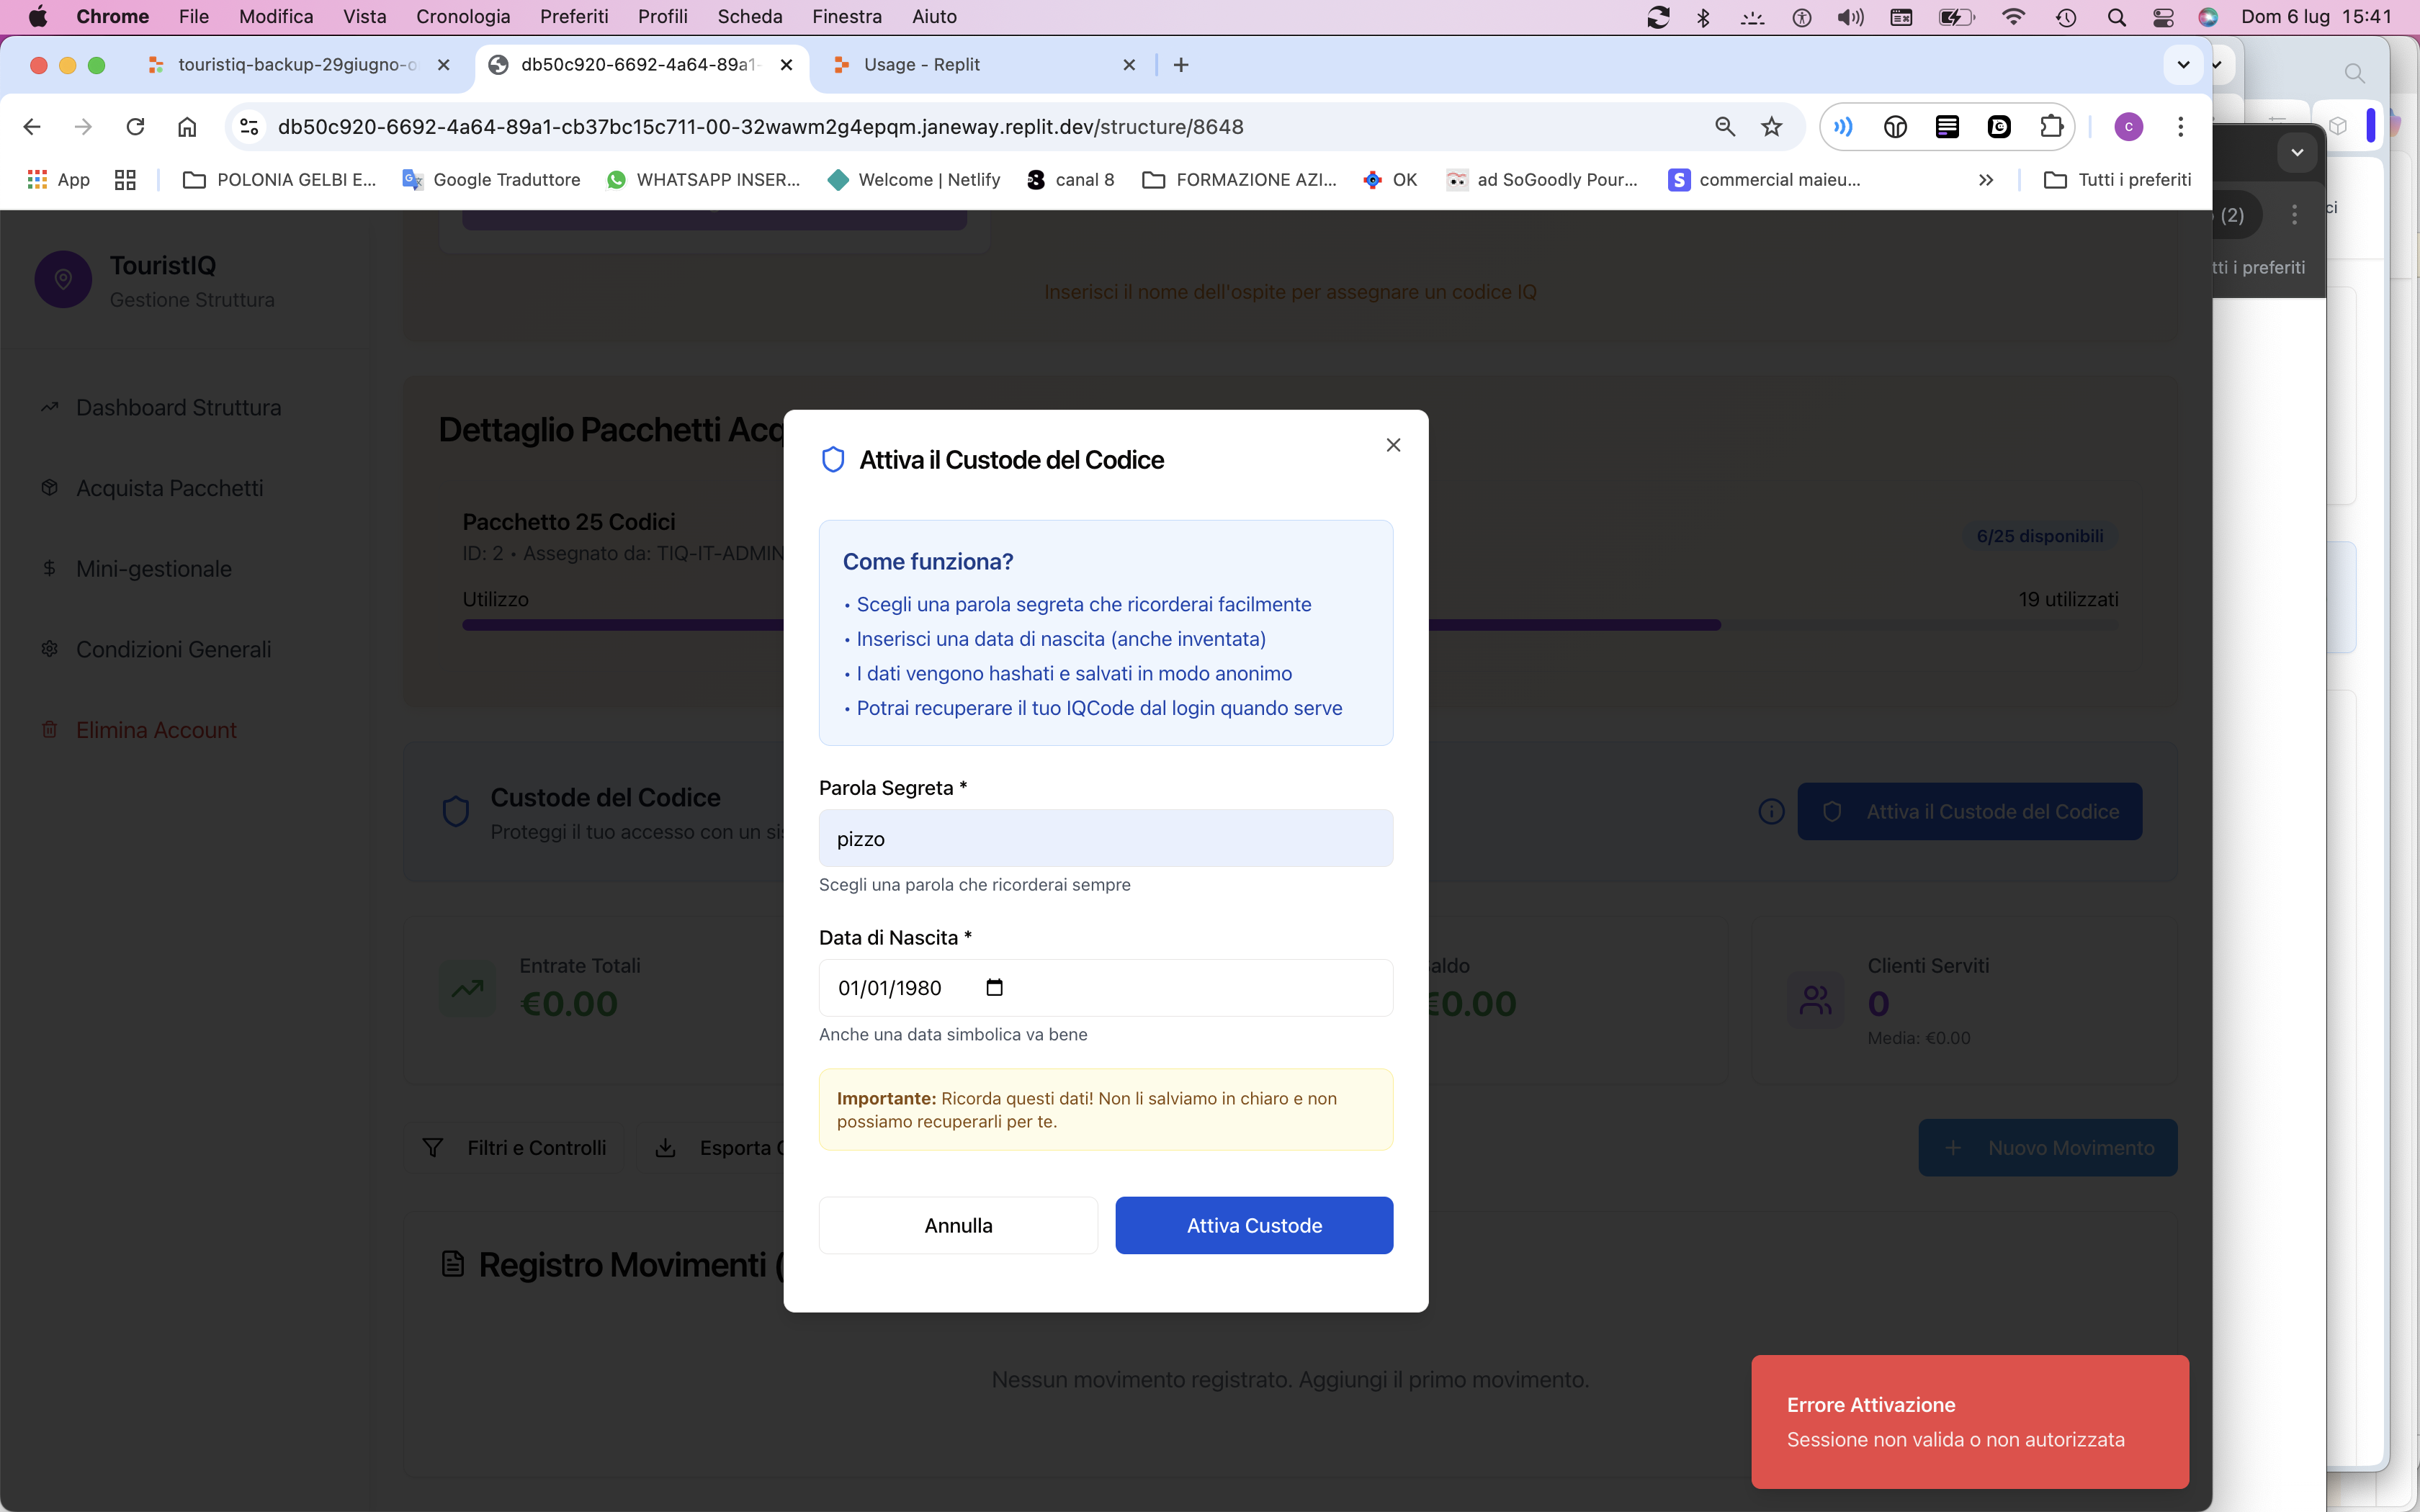 Chrome File Modifica Vista Cronologia Preferiti Profili Scheda Finestra Aiuto Dom 6 lug 15:41
touristiq-backup-29giugno-o db50c920-6692-4a64-89a1- Usage - Replit
db50c920-6692-4a64-89a1-cb37bc15c711-00-32wawm2g4epqm.janeway.replit.dev/structure/8648
App POLONIA GELBI E... Google Traduttore WHATSAPP INSER... Welcome | Netlify canal 8 FORMAZIONE AZI... OK ad SoGoodly Pour... commercial maieu... Tutti i preferiti
(2)
tti i preferiti
TouristIQ
Gestione Struttura
Dashboard Struttura
Acquista Pacchetti
Mini-gestionale
Condizioni Generali
Elimina Account
Inserisci il nome dell'ospite per assegnare un codice IQ
Dettaglio Pacchetti Acq
Pacchetto 25 Codici
ID: 2 • Assegnato da: TIQ-IT-ADMIN
6/25 disponibili
Utilizzo
19 utilizzati
Custode del Codice
Proteggi il tuo accesso con un sis
Attiva il Custode del Codice
Entrate Totali
€0.00
aldo
€0.00
Clienti Serviti
0
Media: €0.00
Filtri e Controlli
Esporta
Nuovo Movimento
Registro Movimenti (
Nessun movimento registrato. Aggiungi il primo movimento.
Attiva il Custode del Codice
Come funziona?
• Scegli una parola segreta che ricorderai facilmente
• Inserisci una data di nascita (anche inventata)
• I dati vengono hashati e salvati in modo anonimo
• Potrai recuperare il tuo IQCode dal login quando serve
Parola Segreta *
pizzo
Scegli una parola che ricorderai sempre
Data di Nascita *
01/01/1980
Anche una data simbolica va bene
Importante: Ricorda questi dati! Non li salviamo in chiaro e non
possiamo recuperarli per te.
Annulla
Attiva Custode
Errore Attivazione
Sessione non valida o non autorizzata